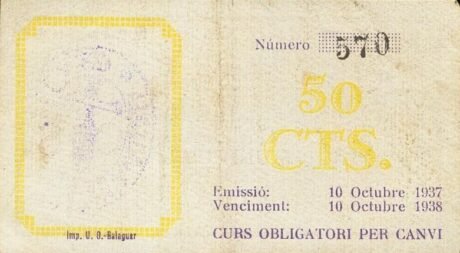 Número 570
50
CTS.
Emissió: 10 Octubre 1937
Venciment: 10 Octubre 1938
Imp. U. G.-Balaguer
CURS OBLIGATORI PER CANVI